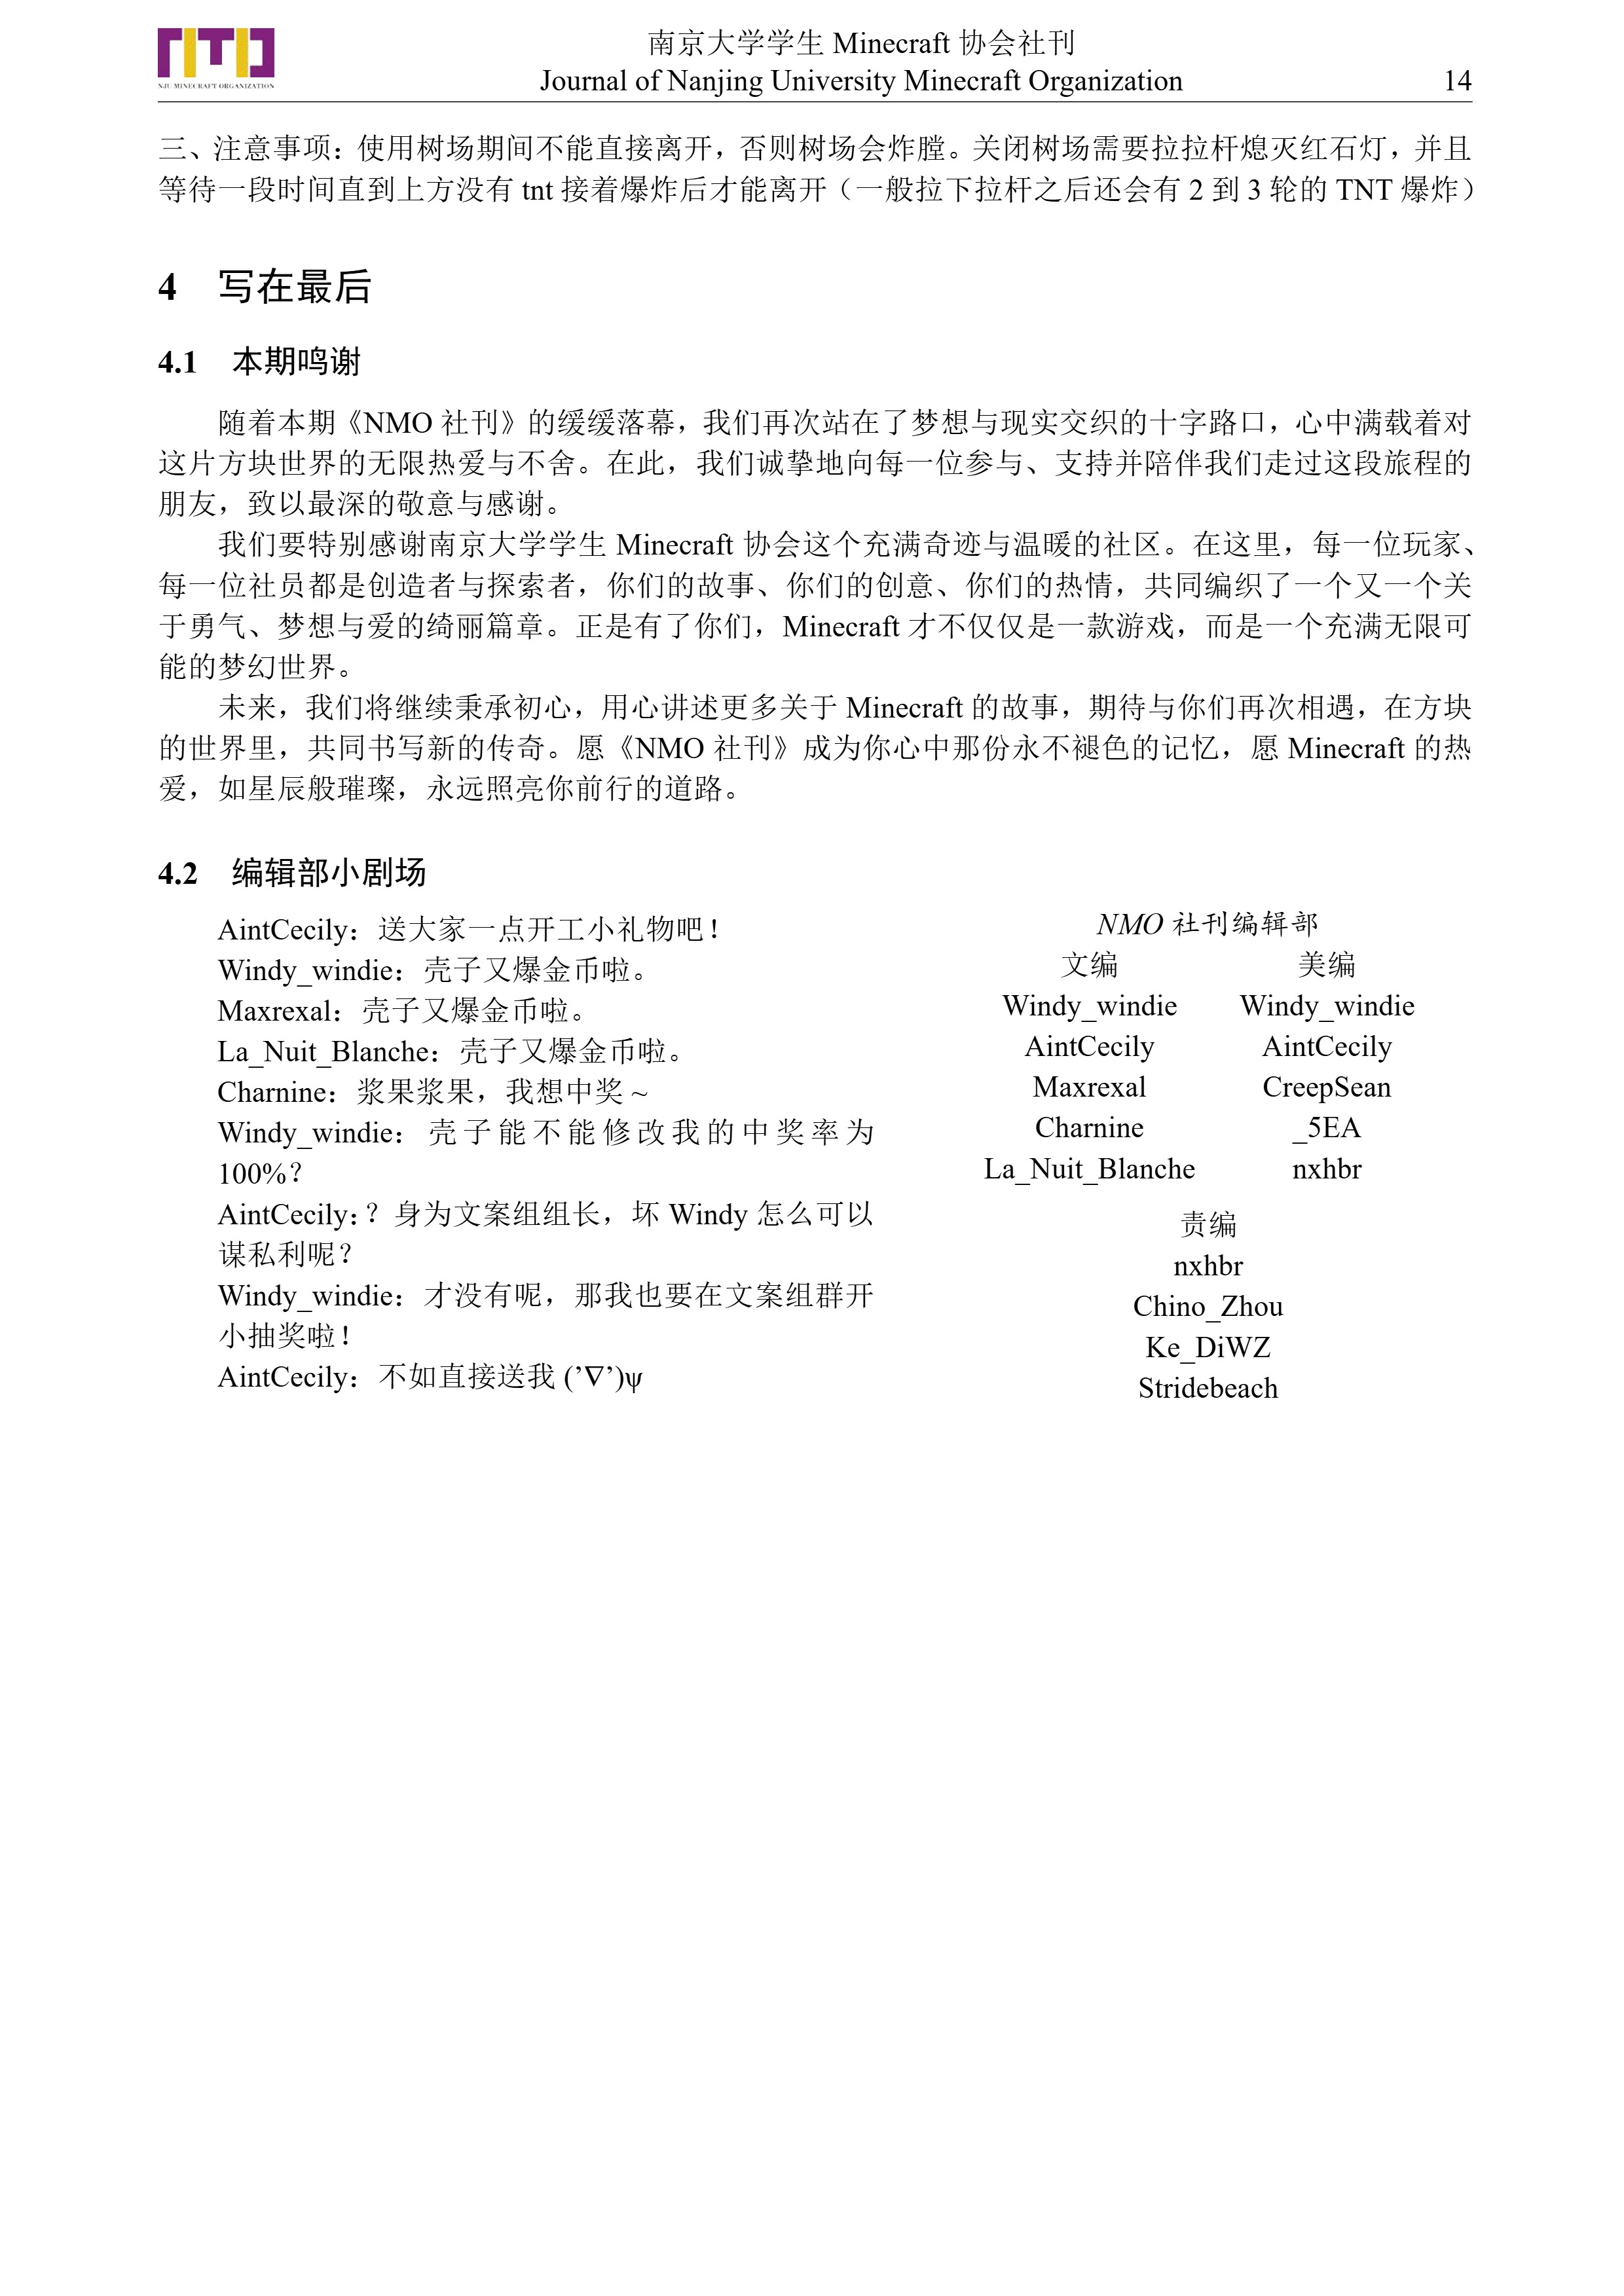 NJU MINECRAFT ORGANIZATION
南京大学学生 Minecraft 协会社刊
Journal of Nanjing University Minecraft Organization
14
三、注意事项：使用树场期间不能直接离开，否则树场会炸膛。关闭树场需要拉拉杆熄灭红石灯，并且
等待一段时间直到上方没有 tnt 接着爆炸后才能离开（一般拉下拉杆之后还会有 2 到 3 轮的 TNT 爆炸）
4 写在最后
4.1 本期鸣谢
随着本期《NMO 社刊》的缓缓落幕，我们再次站在了梦想与现实交织的十字路口，心中满载着对
这片方块世界的无限热爱与不舍。在此，我们诚挚地向每一位参与、支持并陪伴我们走过这段旅程的
朋友，致以最深的敬意与感谢。
我们要特别感谢南京大学学生 Minecraft 协会这个充满奇迹与温暖的社区。在这里，每一位玩家、
每一位社员都是创造者与探索者，你们的故事、你们的创意、你们的热情，共同编织了一个又一个关
于勇气、梦想与爱的绮丽篇章。正是有了你们，Minecraft 才不仅仅是一款游戏，而是一个充满无限可
能的梦幻世界。
未来，我们将继续秉承初心，用心讲述更多关于 Minecraft 的故事，期待与你们再次相遇，在方块
的世界里，共同书写新的传奇。愿《NMO 社刊》成为你心中那份永不褪色的记忆，愿 Minecraft 的热
爱，如星辰般璀璨，永远照亮你前行的道路。
4.2 编辑部小剧场
AintCecily：送大家一点开工小礼物吧！
Windy_windie：壳子又爆金币啦。
Maxrexal：壳子又爆金币啦。
La_Nuit_Blanche：壳子又爆金币啦。
Charnine：浆果浆果，我想中奖 ~
Windy_windie：壳子能不能修改我的中奖率为
100%？
AintCecily：？身为文案组组长，坏 Windy 怎么可以
谋私利呢？
Windy_windie：才没有呢，那我也要在文案组群开
小抽奖啦！
AintCecily：不如直接送我 (’∇’)ψ
NMO 社刊编辑部
文编 美编
Windy_windie Windy_windie
AintCecily AintCecily
Maxrexal CreepSean
Charnine _5EA
La_Nuit_Blanche nxhbr
责编
nxhbr
Chino_Zhou
Ke_DiWZ
Stridebeach